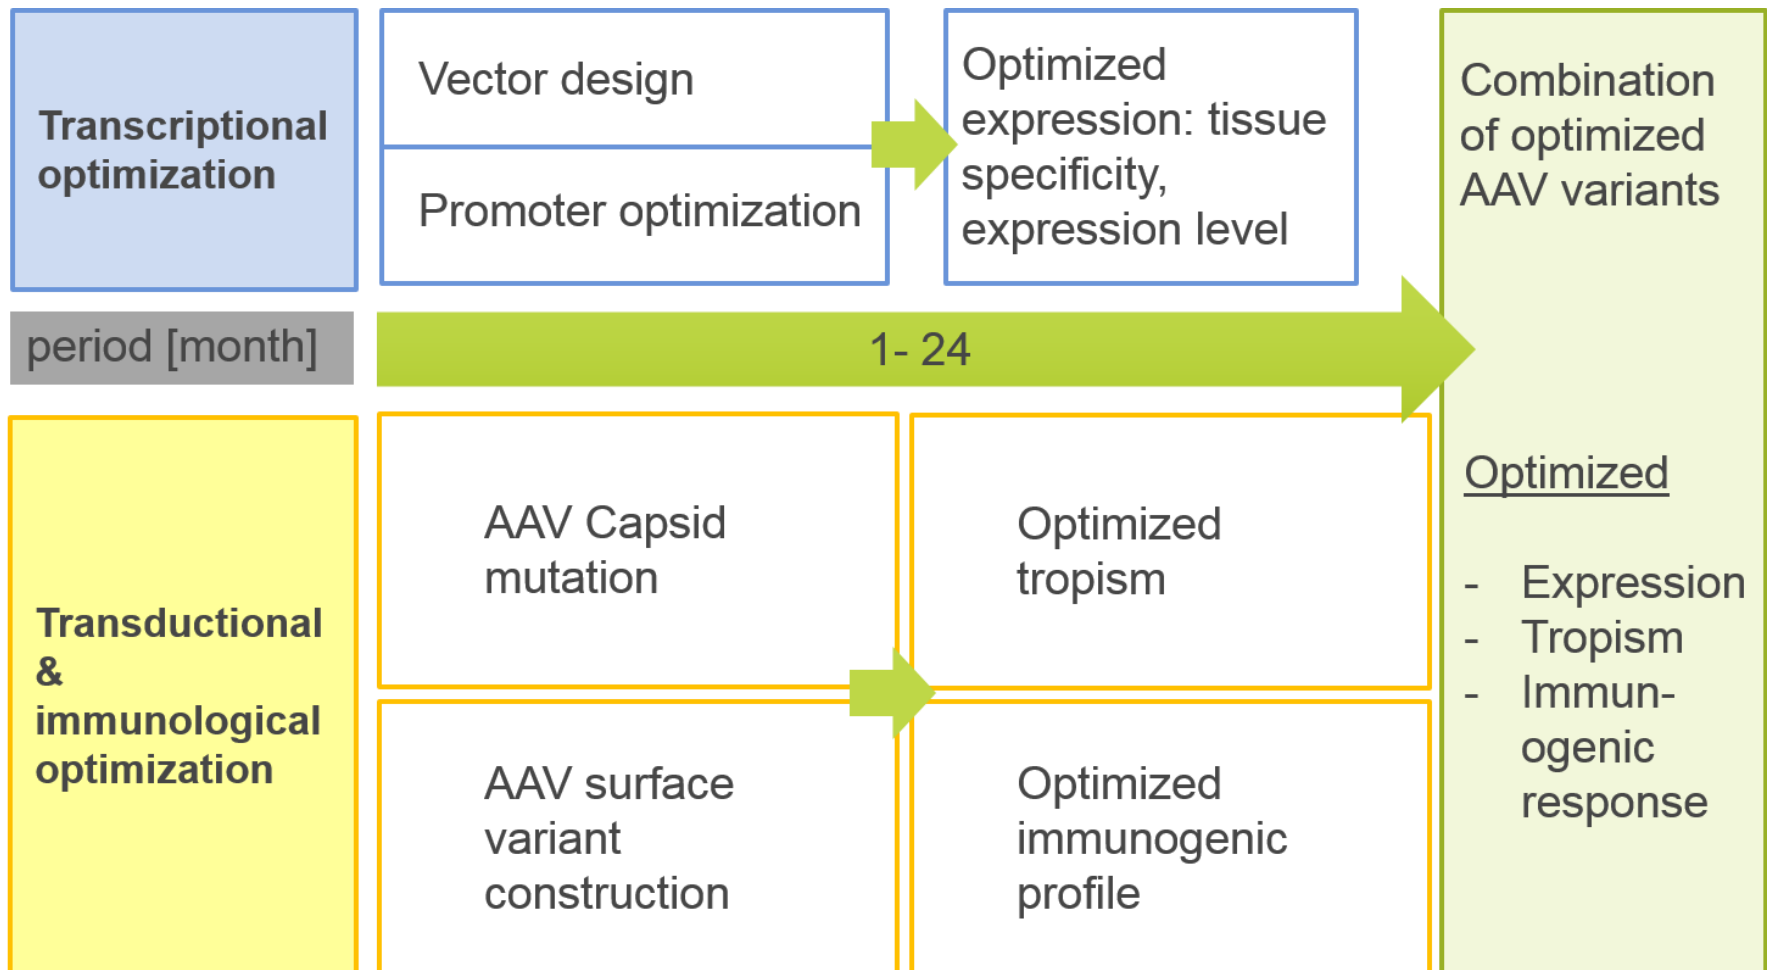 Transcriptional
optimization
Vector design
Promoter optimization
Optimized
expression: tissue
specificity,
expression level
Combination
of optimized
AAV variants
period [month]
1- 24
Transductional
&
immunological
optimization
AAV Capsid
mutation
Optimized
tropism
AAV surface
variant
construction
Optimized
immunogenic
profile
Optimized
- Expression
- Tropism
- Immun-
ogenic
response